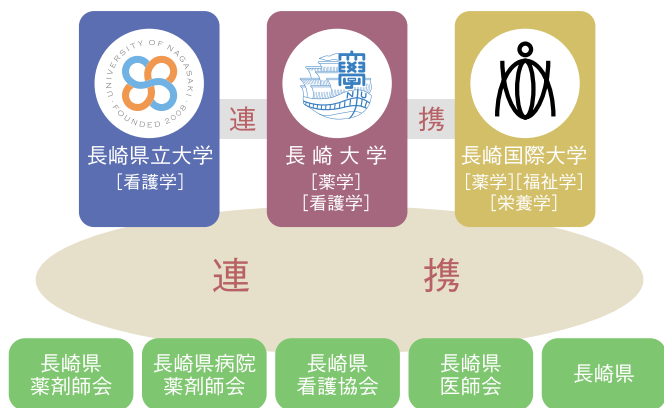 UNIVERSITY OF NAGASAKI
・FOUNDED 2008・
NIU
連
携
長崎県立大学
[看護学]
長崎大学
[薬学]
[看護学]
長崎国際大学
[薬学][福祉学]
[栄養学]
連 携
長崎県
薬剤師会
長崎県病院
薬剤師会
長崎県
看護協会
長崎県
医師会
長崎県